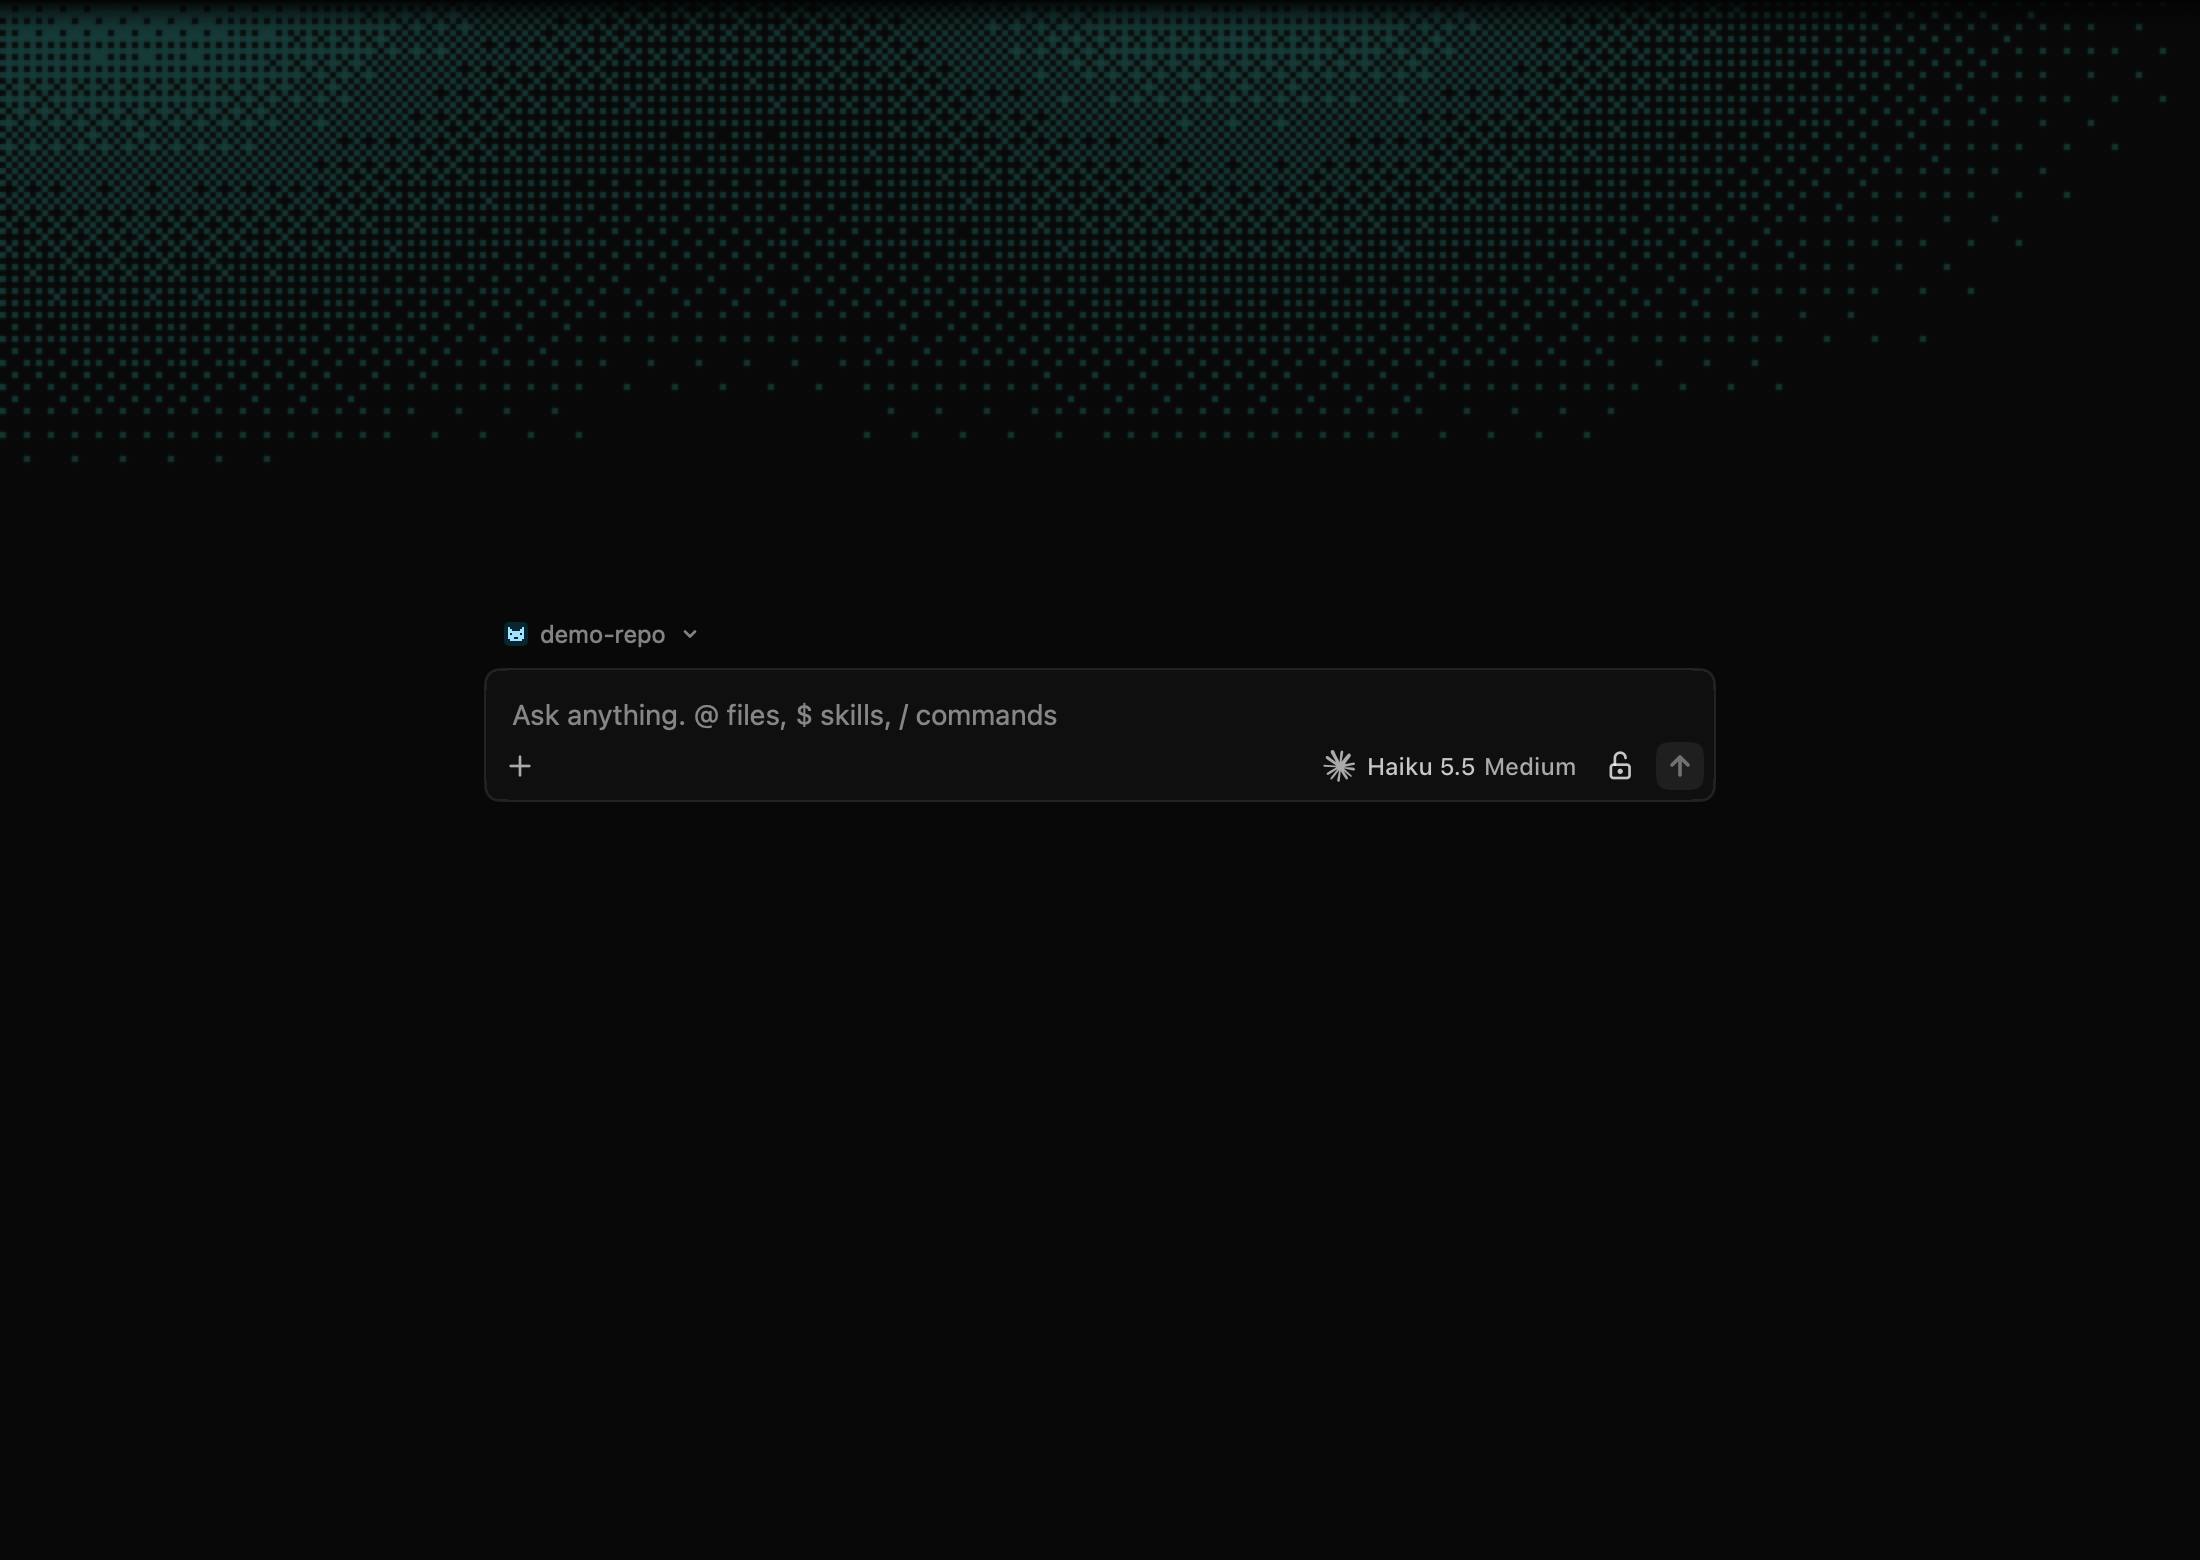 demo-repo
Ask anything. @ files, $ skills, / commands
Haiku 5.5 Medium